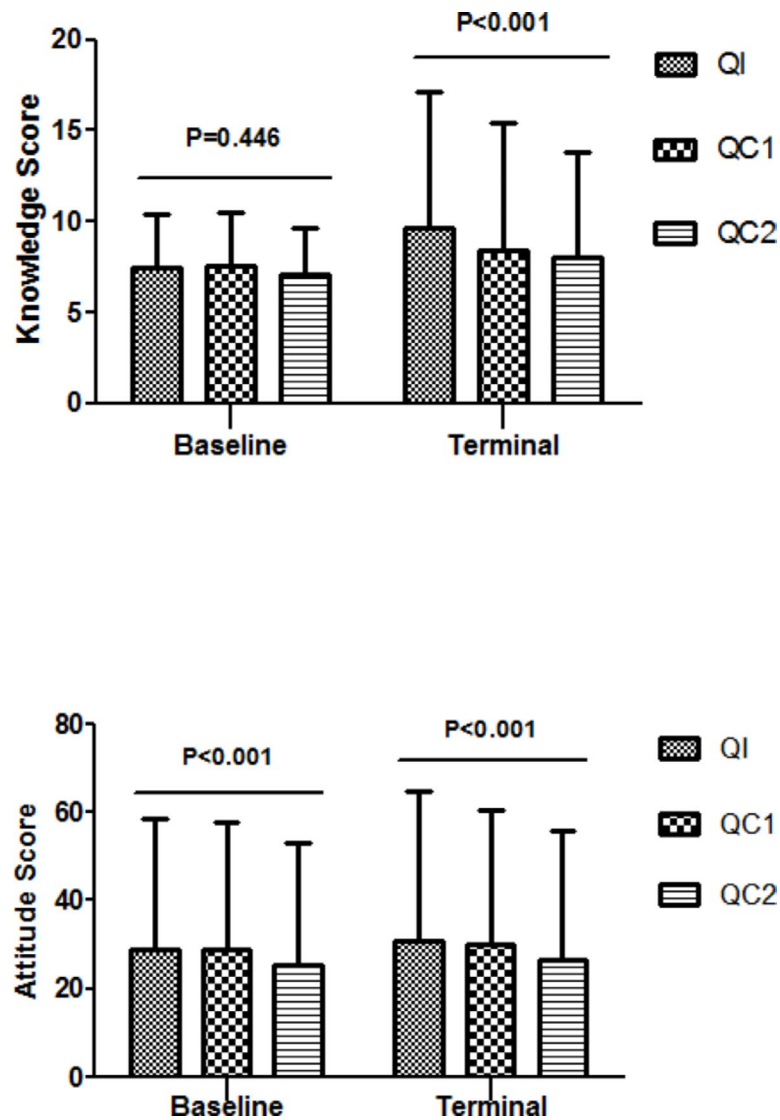 P<0.001
20
QI
15
P=0.446
QC1
10
QC2
5
0
Knowledge Score
Baseline
Terminal
80
P<0.001
P<0.001
QI
60
QC1
40
QC2
20
0
Attitude Score
Baseline
Terminal